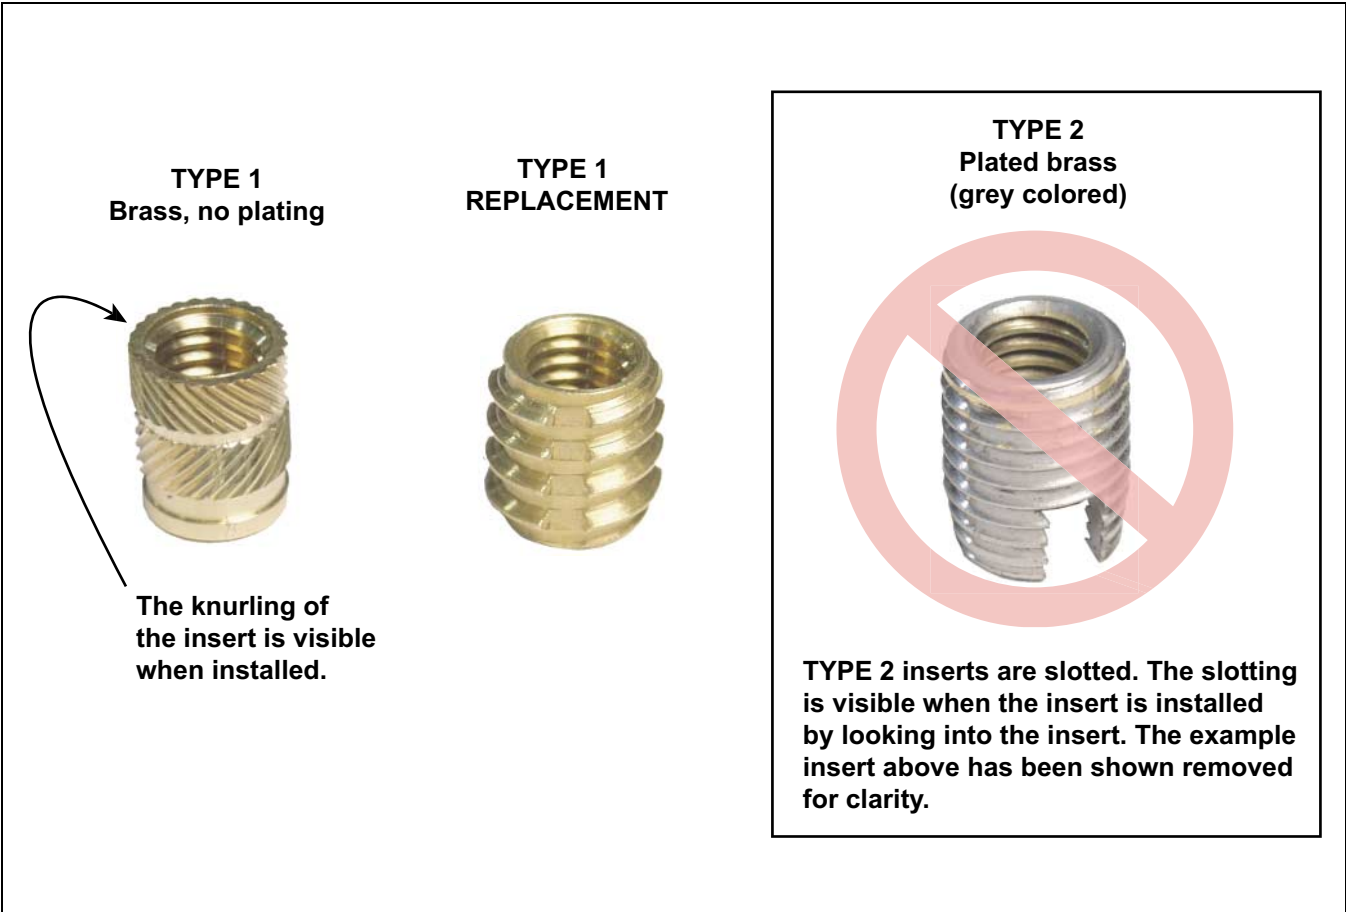 TYPE 1
Brass, no plating
TYPE 1
REPLACEMENT
TYPE 2
Plated brass
(grey colored)
The knurling of
the insert is visible
when installed.
TYPE 2 inserts are slotted. The slotting
is visible when the insert is installed
by looking into the insert. The example
insert above has been shown removed
for clarity.